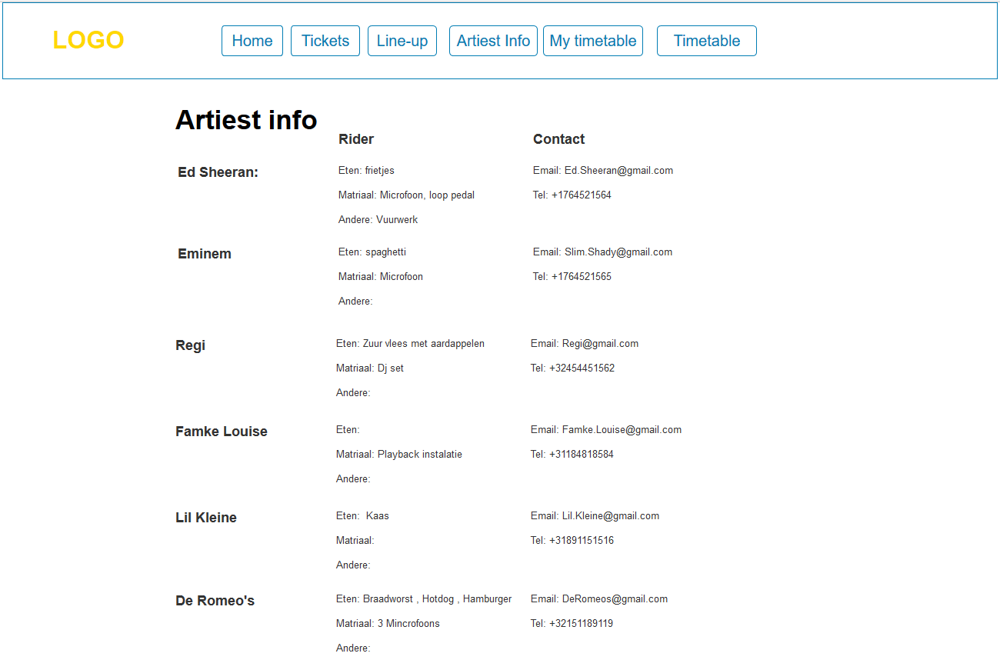 LOGO Home Tickets Line-up Artiest Info My timetable Timetable
Artiest info
Rider Contact
Ed Sheeran: Eten: frietjes Email: Ed.Sheeran@gmail.com
Matriaal: Microfoon, loop pedal Tel: +1764521564
Andere: Vuurwerk
Eminem Eten: spaghetti Email: Slim.Shady@gmail.com
Matriaal: Microfoon Tel: +1764521565
Andere:
Regi Eten: Zuur vlees met aardappelen Email: Regi@gmail.com
Matriaal: Dj set Tel: +32454451562
Andere:
Famke Louise Eten: Email: Famke.Louise@gmail.com
Matriaal: Playback instalatie Tel: +31184818584
Andere:
Lil Kleine Eten:  Kaas Email: Lil.Kleine@gmail.com
Matriaal: Tel: +31891151516
Andere:
De Romeo's Eten: Braadworst , Hotdog , Hamburger Email: DeRomeos@gmail.com
Matriaal: 3 Mincrofoons Tel: +32151189119
Andere: